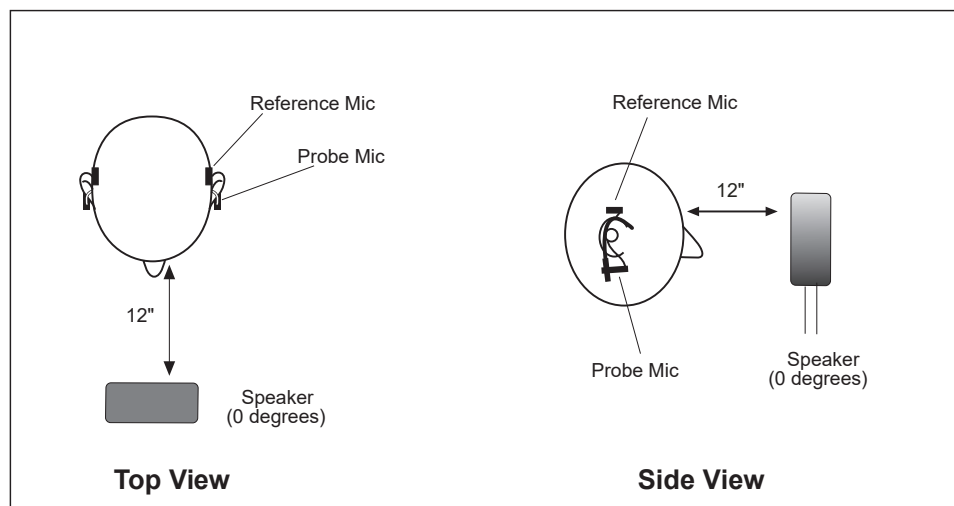 Reference Mic
Probe Mic
12"
Speaker
(0 degrees)
Top View
Reference Mic
12"
Probe Mic
Speaker
(0 degrees)
Side View